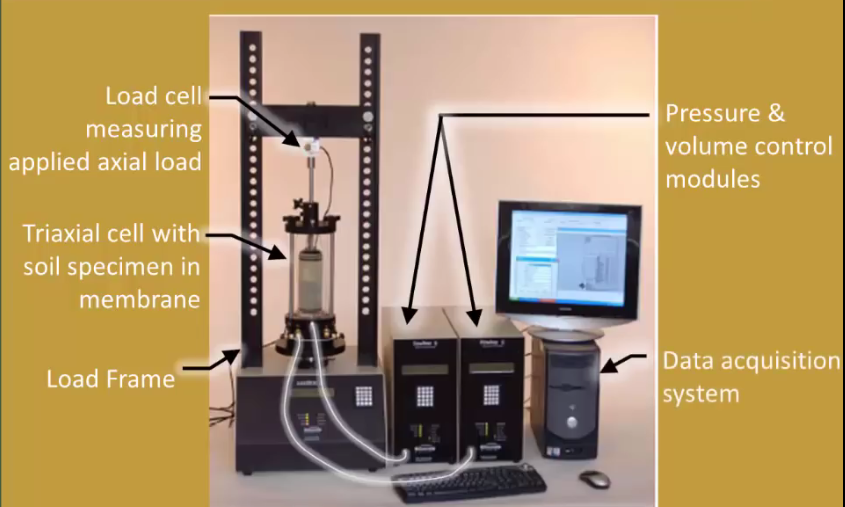 Load cell
measuring
applied axial load
Pressure &
volume control
modules
Triaxial cell with
soil specimen in
membrane
Load Frame
Data acquisition
system